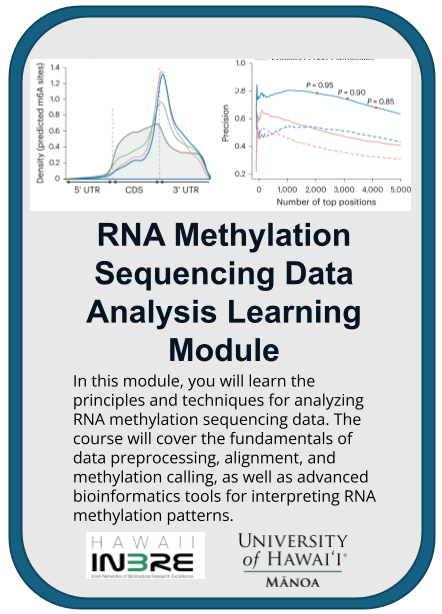 1.4
1.2
1.0
0.8
0.6
0.4
0.2
0
Density (predicted m6A sites)
5' UTR CDS 3' UTR
1.0
0.8
0.6
0.4
0.2
Precision
P = 0.95
P = 0.90
P = 0.85
0 1,000 2,000 3,000 4,000 5,000
Number of top positions
RNA Methylation
Sequencing Data
Analysis Learning
Module
In this module, you will learn the
principles and techniques for analyzing
RNA methylation sequencing data. The
course will cover the fundamentals of
data preprocessing, alignment, and
methylation calling, as well as advanced
bioinformatics tools for interpreting RNA
methylation patterns.
HAWAII
INBRE
IDeA Networks of Biomedical Research Excellence
UNIVERSITY
of HAWAIʻI®
MĀNOA